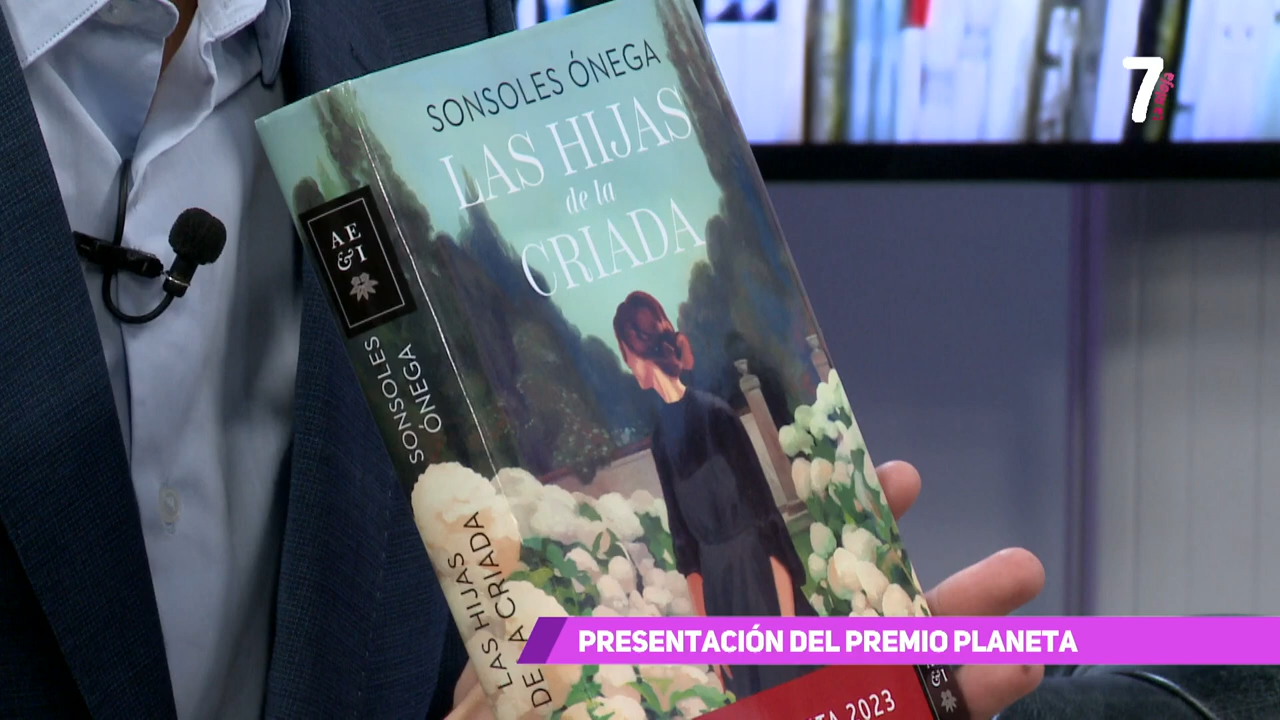 SONSOLES ÓNEGA
LAS HIJAS
de la
CRIADA
AE
&I
SONSOLES
ÓNEGA
LAS HIJAS
DE LA CRIADA
7
PRESENTACIÓN DEL PREMIO PLANETA
2023
&I